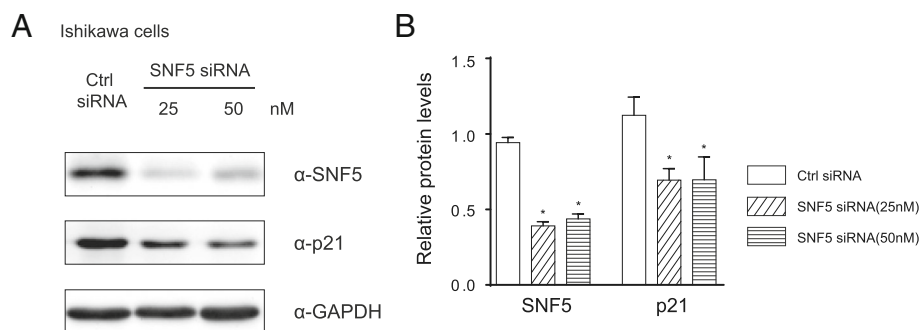 A
Ishikawa cells
Ctrl
siRNA
SNF5 siRNA
25 50 nM
α-SNF5
α-p21
α-GAPDH
B
Relative protein levels
1.5
1.0
0.5
0.0
* *
* *
SNF5 p21
Ctrl siRNA
SNF5 siRNA(25nM)
SNF5 siRNA(50nM)